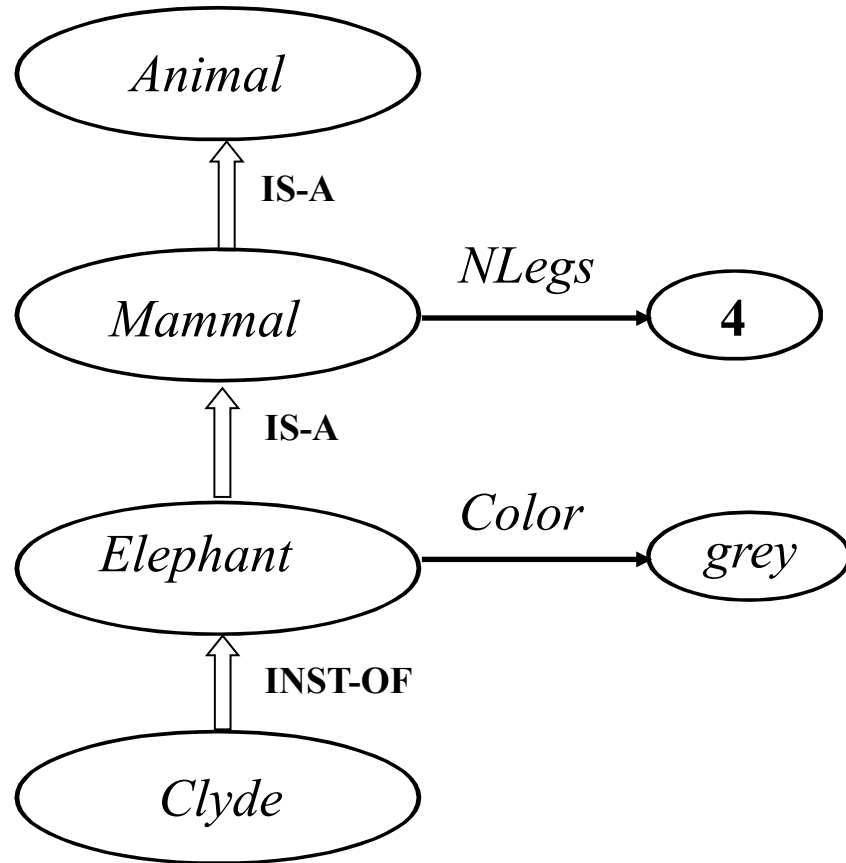 Animal
IS-A
NLegs
Mammal
4
IS-A
Color
Elephant
grey
INST-OF
Clyde